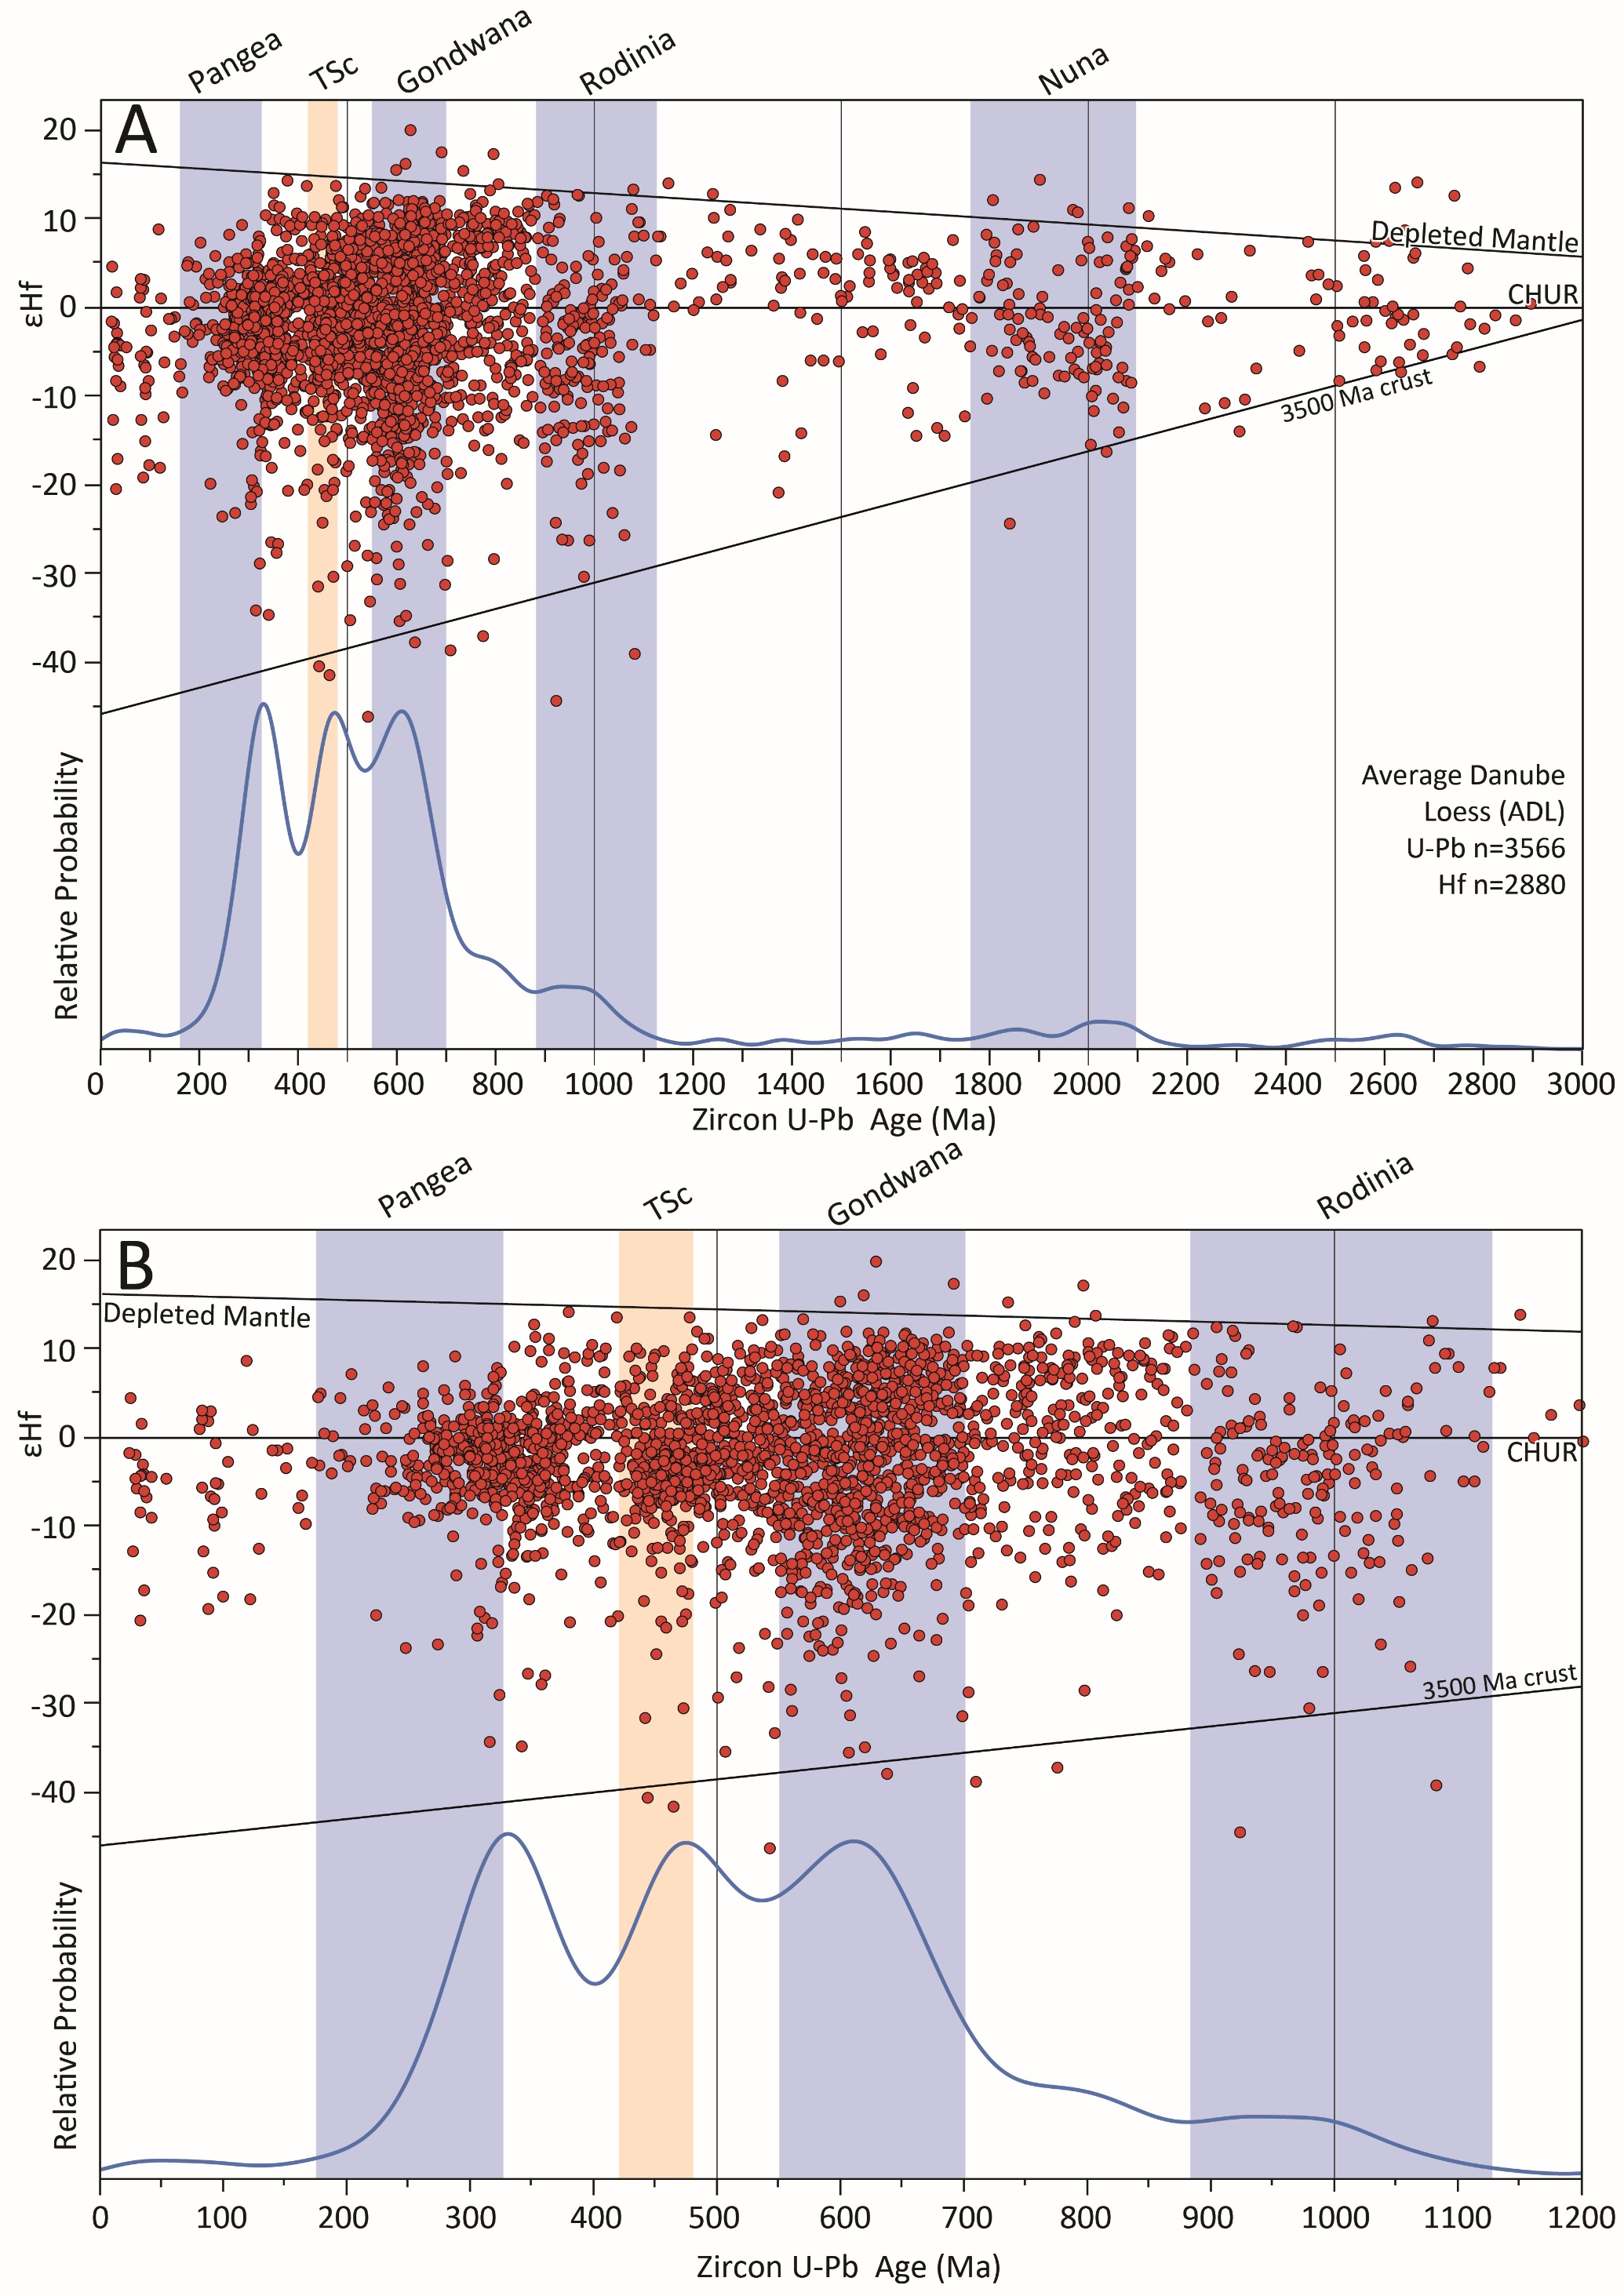 Pangea TSc Gondwana Rodinia Nuna
A
20
10
0
-10
-20
-30
-40
εHf
Depleted Mantle
CHUR
3500 Ma crust
Relative Probability
Average Danube
Loess (ADL)
U-Pb n=3566
Hf n=2880
0 200 400 600 800 1000 1200 1400 1600 1800 2000 2200 2400 2600 2800 3000
Zircon U-Pb Age (Ma)
Pangea TSc Gondwana Rodinia
B
20
10
0
-10
-20
-30
-40
εHf
Depleted Mantle
CHUR
3500 Ma crust
Relative Probability
0 100 200 300 400 500 600 700 800 900 1000 1100 1200
Zircon U-Pb Age (Ma)